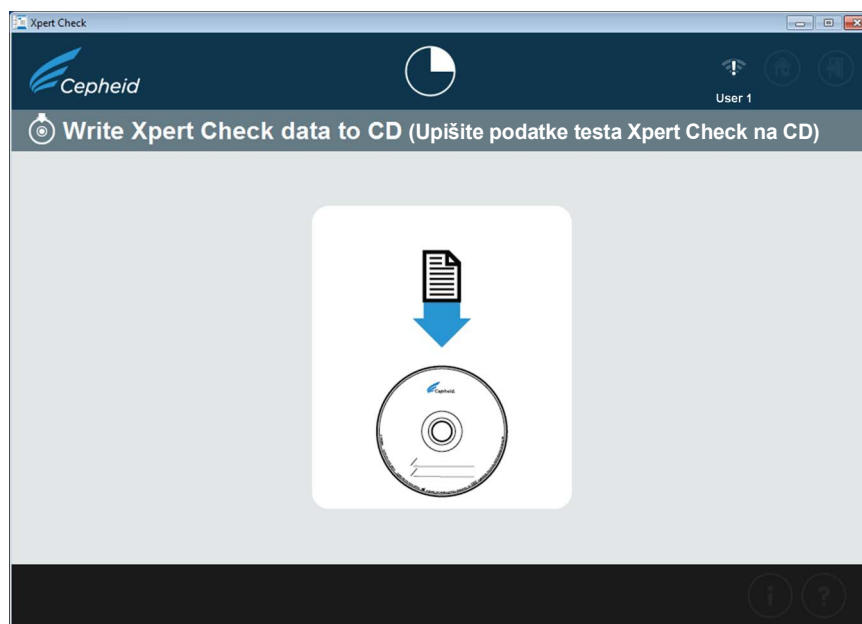 Xpert Check
Cepheid
User 1
Write Xpert Check data to CD (Upišite podatke testa Xpert Check na CD)
Cepheid